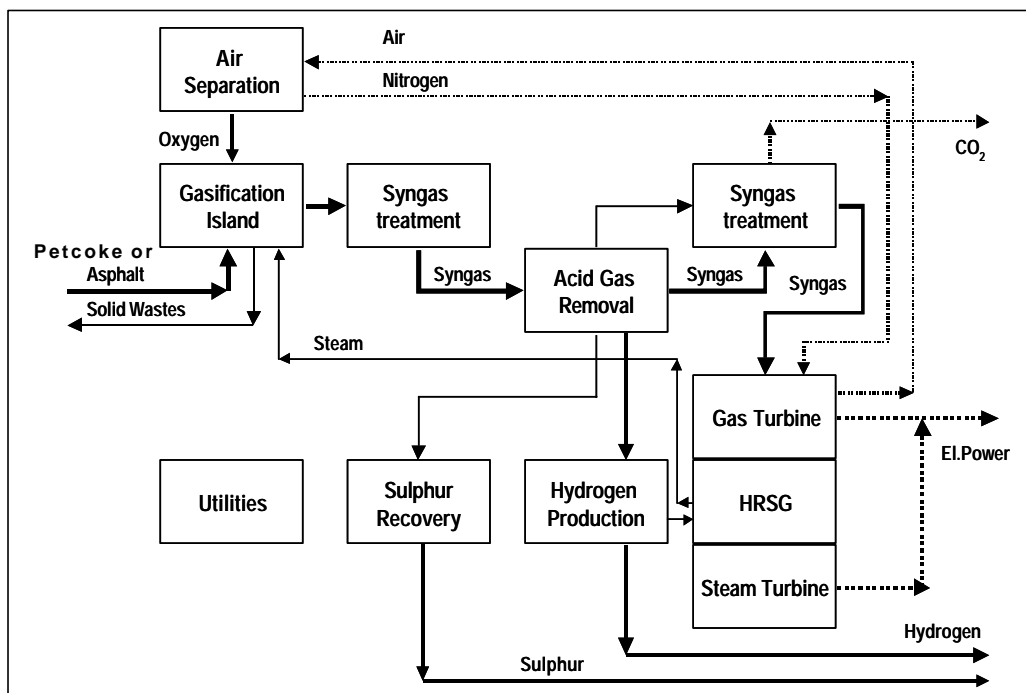 Air
Separation
Air
Nitrogen
Oxygen
CO2
Gasification
Island
Syngas
treatment
Syngas
treatment
Petcoke or
Asphalt
Solid Wastes
Syngas
Acid Gas
Removal
Syngas
Syngas
Steam
Gas Turbine
El.Power
Utilities
Sulphur
Recovery
Hydrogen
Production
HRSG
Steam Turbine
Hydrogen
Sulphur